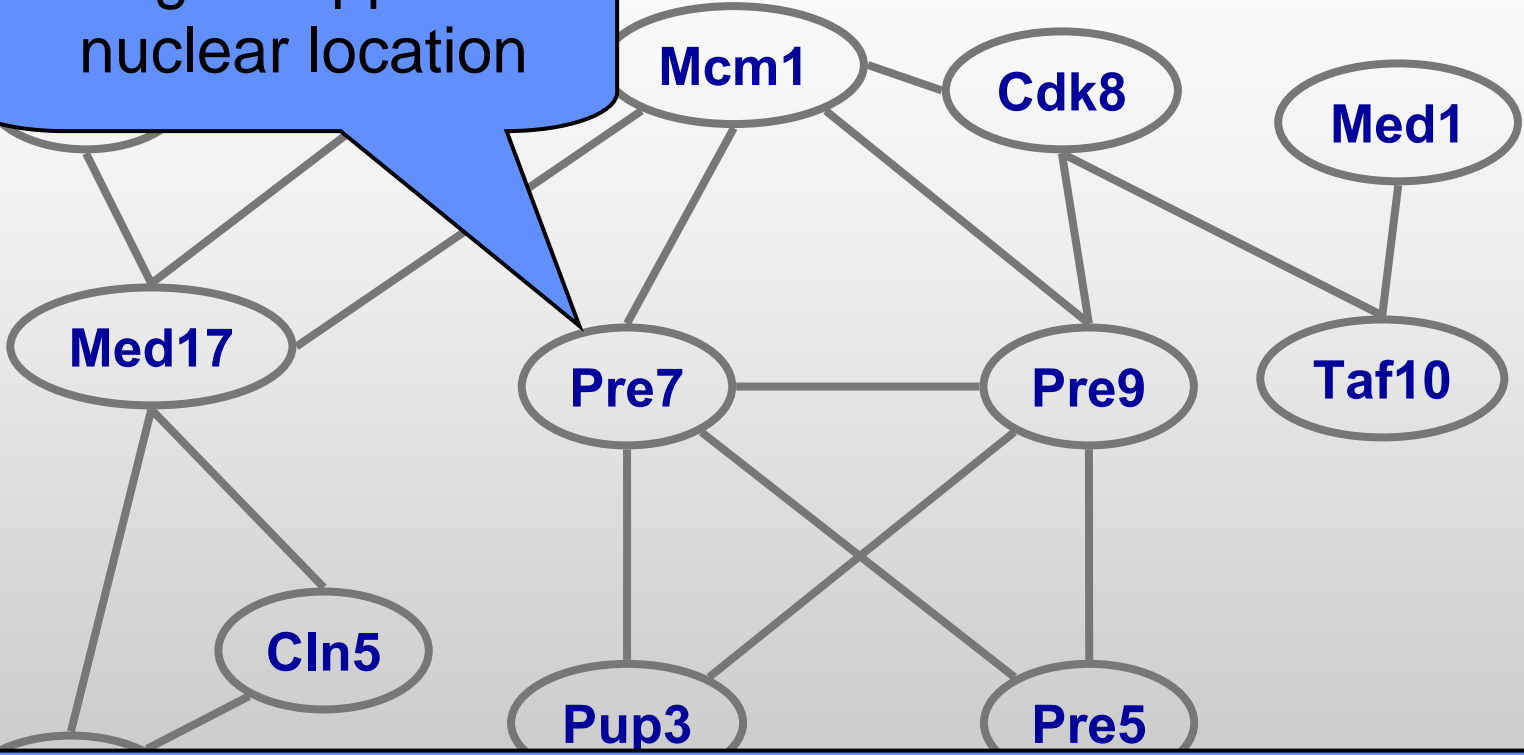 nuclear location
Mcm1
Cdk8
Med1
Med17
Pre7
Pre9
Taf10
Cln5
Pup3
Pre5